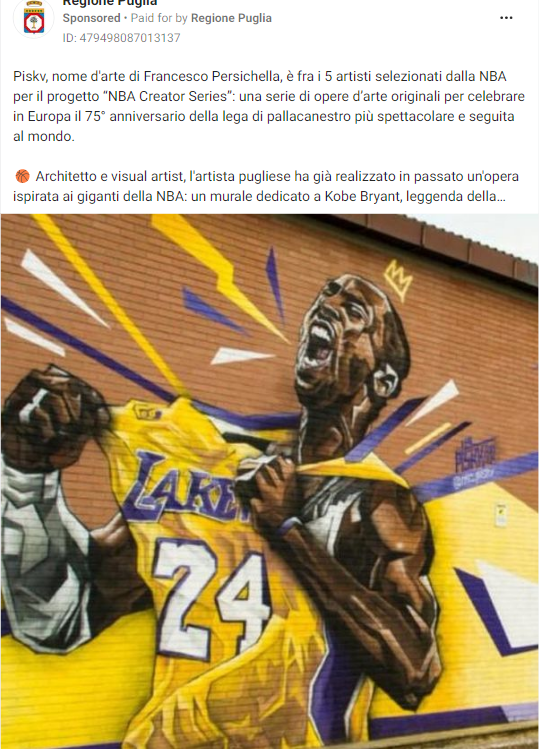 Regione Puglia
Sponsored • Paid for by Regione Puglia
ID: 479498087013137
Piskv, nome d'arte di Francesco Persichella, è fra i 5 artisti selezionati dalla NBA
per il progetto “NBA Creator Series”: una serie di opere d'arte originali per celebrare
in Europa il 75° anniversario della lega di pallacanestro più spettacolare e seguita
al mondo.
🏀 Architetto e visual artist, l'artista pugliese ha già realizzato in passato un'opera
ispirata ai giganti della NBA: un murale dedicato a Kobe Bryant, leggenda della...
LAKE
24